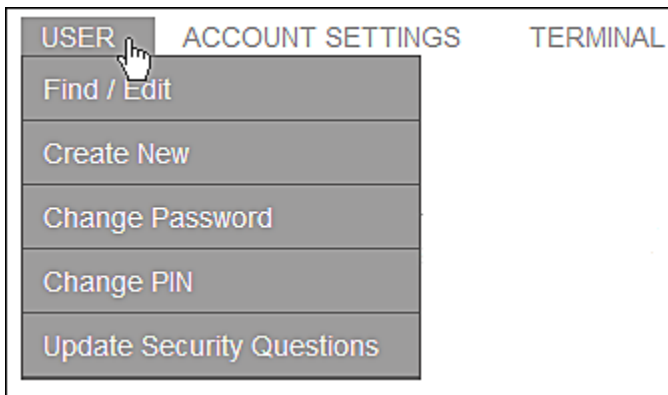 USER ACCOUNT SETTINGS TERMINAL
Find / Edit
Create New
Change Password
Change PIN
Update Security Questions